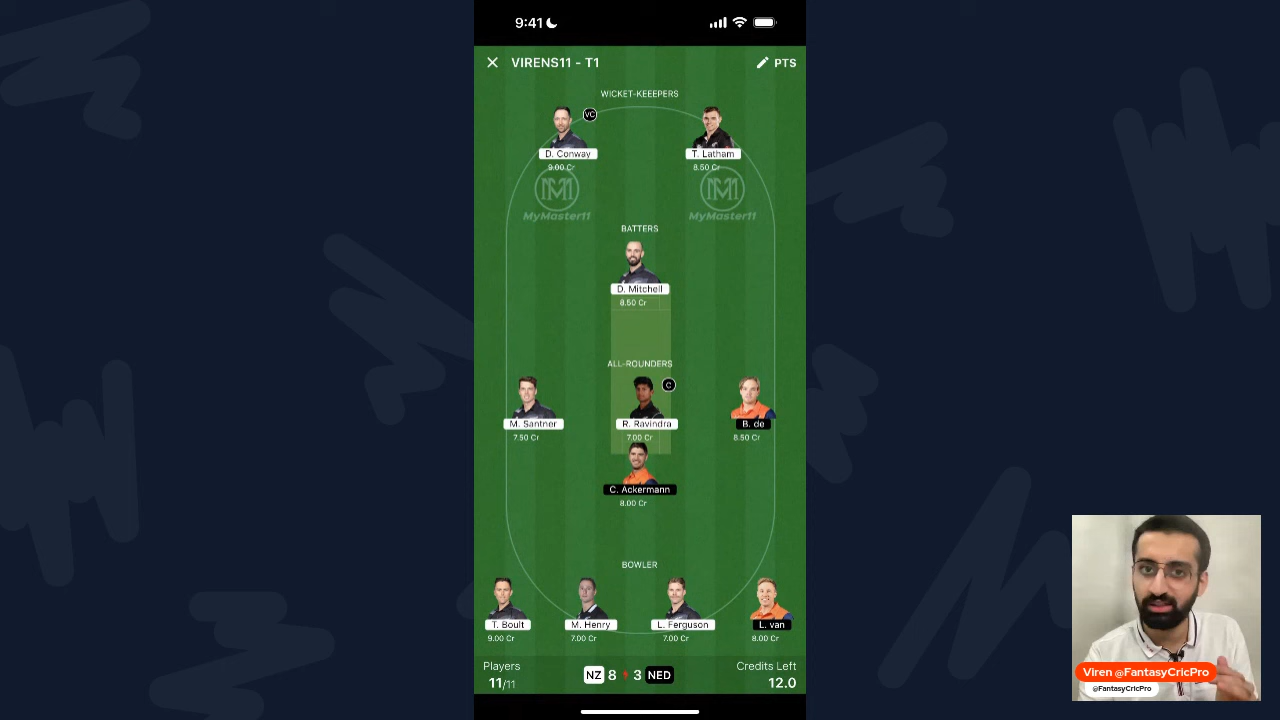 9:41
VIRENS11 - T1
PTS
WICKET-KEEEPERS
VC
D. Conway
T. Latham
9.00 Cr
8.50 Cr
MyMaster11
MyMaster11
BATTERS
D. Mitchell
8.50 Cr
ALL-ROUNDERS
C
M. Santner
R. Ravindra
B. de
7.50 Cr
7.00 Cr
8.50 Cr
C. Ackermann
8.00 Cr
BOWLER
T. Boult
M. Henry
L. Ferguson
L. van
9.00 Cr
7.00 Cr
7.00 Cr
8.00 Cr
Players
Credits Left
11/11
NZ 8 3 NED
12.0
Viren @FantasyCricPro
@FantasyCricPro